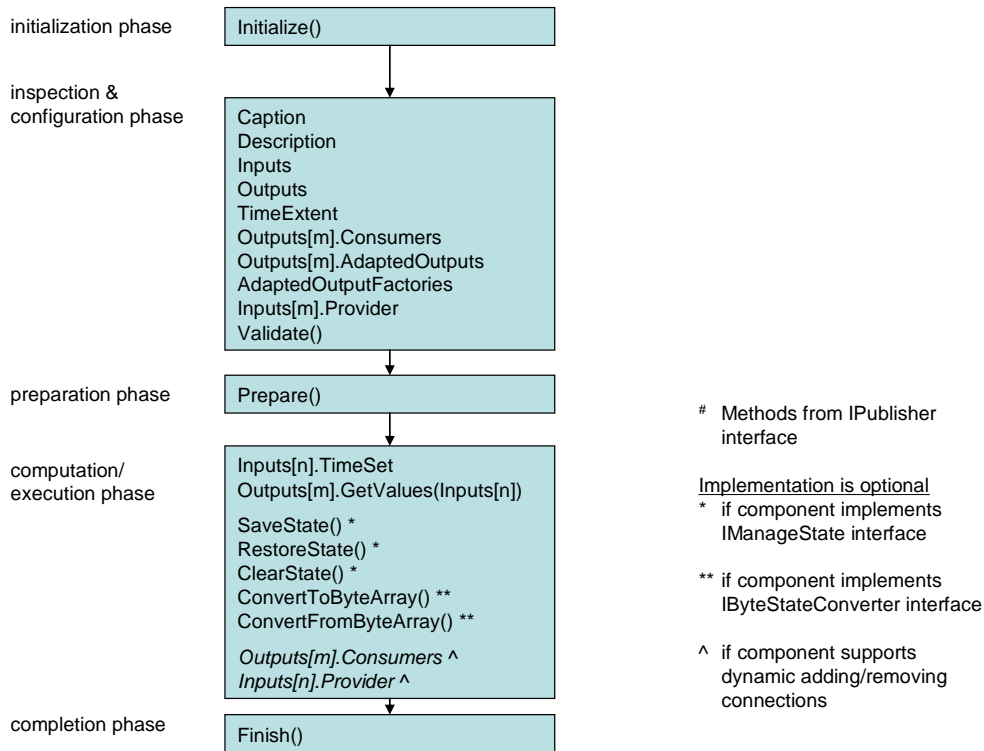 initialization phase
Initialize()
inspection &
configuration phase
Caption
Description
Inputs
Outputs
TimeExtent
Outputs[m].Consumers
Outputs[m].AdaptedOutputs
AdaptedOutputFactories
Inputs[m].Provider
Validate()
preparation phase
Prepare()
computation/
execution phase
Inputs[n].TimeSet
Outputs[m].GetValues(Inputs[n])
SaveState() *
RestoreState() *
ClearState() *
ConvertToByteArray() **
ConvertFromByteArray() **
Outputs[m].Consumers ^
Inputs[n].Provider ^
completion phase
Finish()
# Methods from IPublisher
interface
Implementation is optional
* if component implements
IManageState interface
** if component implements
IByteStateConverter interface
^ if component supports
dynamic adding/removing
connections